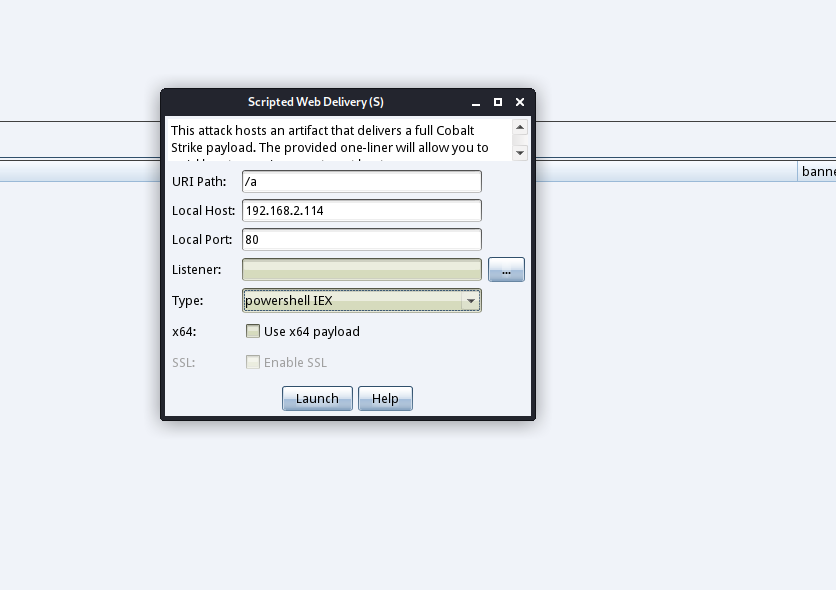 Scripted Web Delivery (S)
This attack hosts an artifact that delivers a full Cobalt
Strike payload. The provided one-liner will allow you to
URI Path: /a
Local Host: 192.168.2.114
Local Port: 80
Listener: ...
Type: powershell IEX
x64: Use x64 payload
SSL: Enable SSL
Launch Help